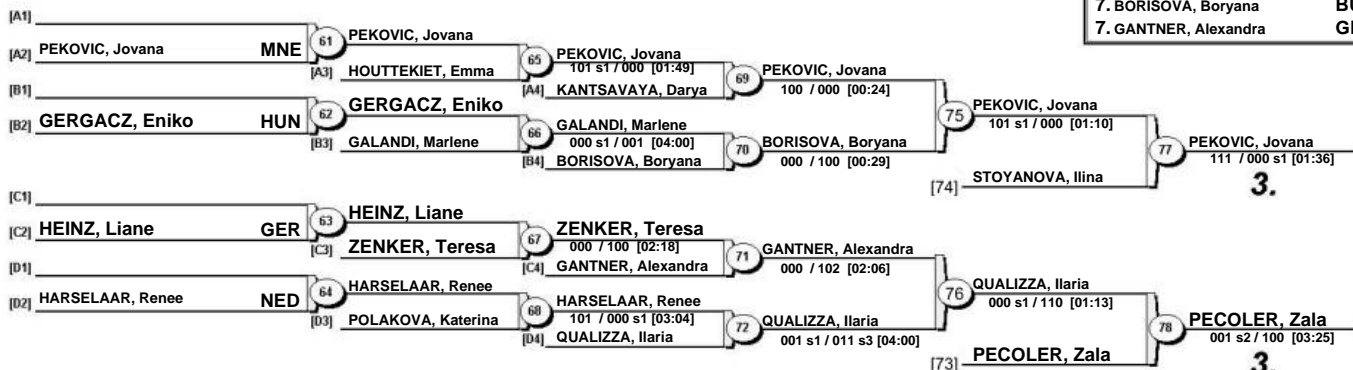 7. BORISOVA, Boryana
7. GANTNER, Alexandra
[A1]
[A2] PEKOVIC, Jovana MNE
61
PEKOVIC, Jovana
[A3] HOUTTEKIET, Emma
65
PEKOVIC, Jovana
101 s1 / 000 [01:49]
[A4] KANTSAVAYA, Darya
69
PEKOVIC, Jovana
100 / 000 [00:24]
[B1]
[B2] GERGACZ, Eniko HUN
62
GERGACZ, Eniko
[B3] GALANDI, Marlene
66
GALANDI, Marlene
000 s1 / 001 [04:00]
[B4] BORISOVA, Boryana
70
BORISOVA, Boryana
000 / 100 [00:29]
75
PEKOVIC, Jovana
101 s1 / 000 [01:10]
[74] STOYANOVA, Ilina
77
PEKOVIC, Jovana
111 / 000 s1 [01:36]
3.
[C1]
[C2] HEINZ, Liane GER
63
HEINZ, Liane
[C3] ZENKER, Teresa
67
ZENKER, Teresa
000 / 100 [02:18]
[C4] GANTNER, Alexandra
71
GANTNER, Alexandra
000 / 102 [02:06]
[D1]
[D2] HARSELAAR, Renee NED
64
HARSELAAR, Renee
[D3] POLAKOVA, Katerina
68
HARSELAAR, Renee
101 / 000 s1 [03:04]
[D4] QUALIZZA, Ilaria
72
QUALIZZA, Ilaria
001 s1 / 011 s3 [04:00]
76
QUALIZZA, Ilaria
000 s1 / 110 [01:13]
[73] PECOLER, Zala
78
PECOLER, Zala
001 s2 / 100 [03:25]
3.